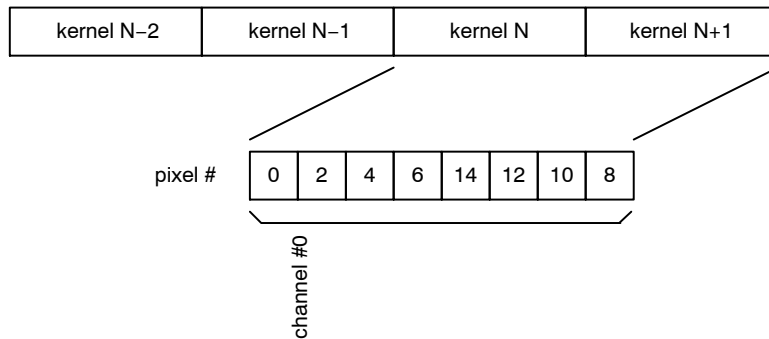 kernel N−2 kernel N−1 kernel N kernel N+1
pixel # 0 2 4 6 14 12 10 8
channel #0